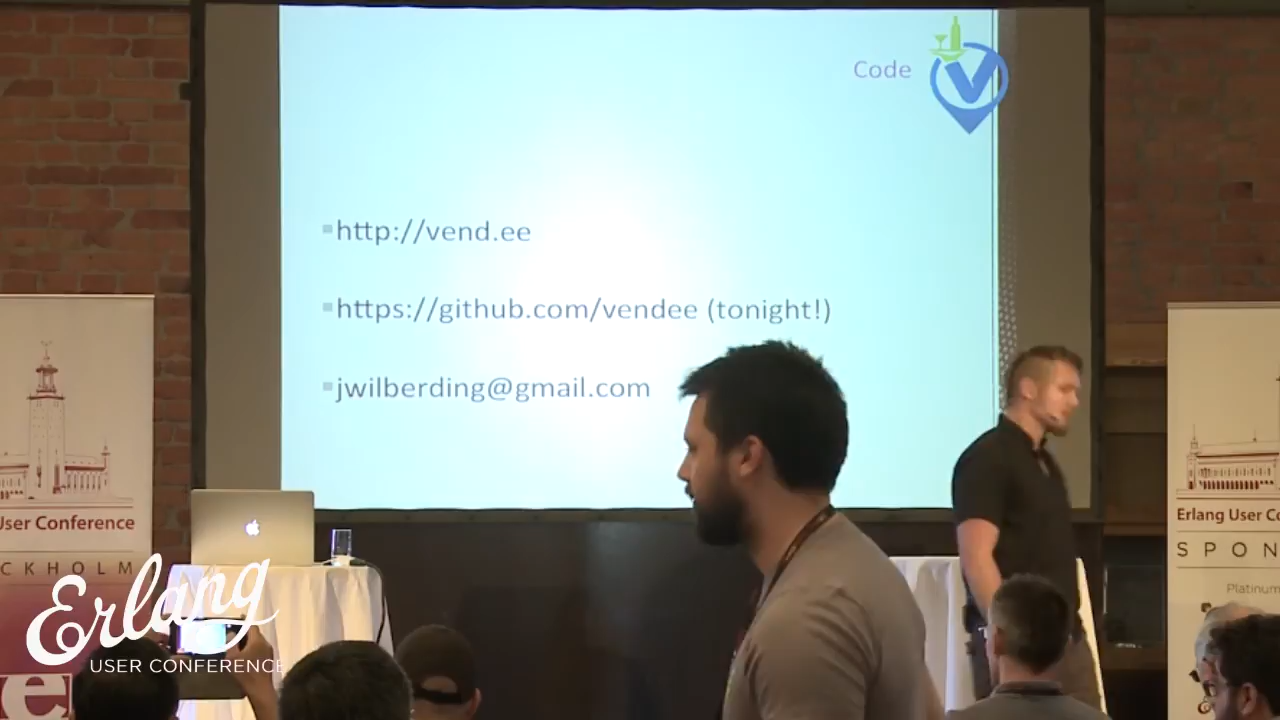 Code
http://vend.ee
https://github.com/vendee (tonight!)
jwilberding@gmail.com
User Conference
CKHOLM
Erlang
USER CONFERENCE
e
Erlang User Co
SPON
Platinum